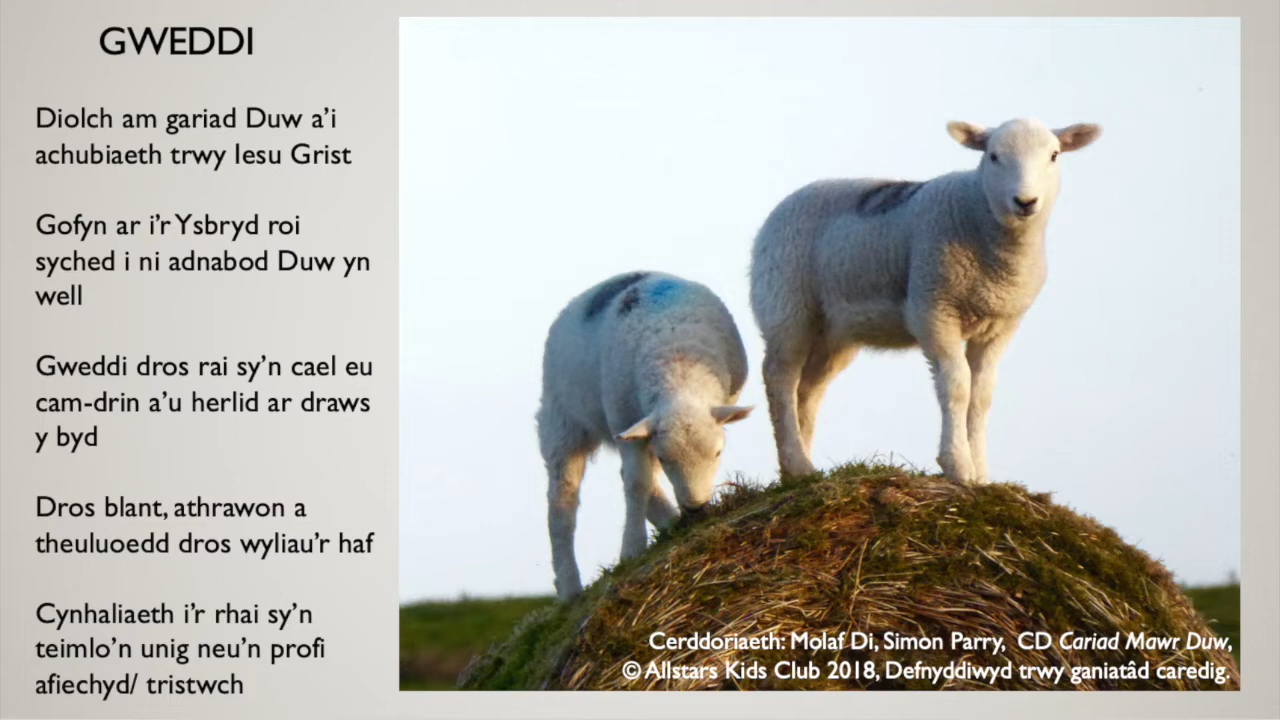 GWEDDI
Diolch am gariad Duw a’i
achubiaeth trwy Iesu Grist
Gofyn ar i’r Ysbryd roi
syched i ni adnabod Duw yn
well
Gweddi dros rai sy’n cael eu
cam-drin a’u herlid ar draws
y byd
Dros blant, athrawon a
theuluoedd dros wyliau’r haf
Cynhaliaeth i’r rhai sy’n
teimlo’n unig neu’n profi
afiechyd/ tristwch
Cerddoriaeth: Molaf Di, Simon Parry, CD Cariad Mawr Duw,
© Allstars Kids Club 2018, Defnyddiwyd trwy ganiatâd caredig.